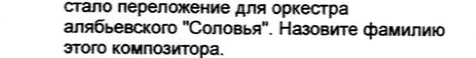 стало переложение для оркестра
алябьевского "Соловья". Назовите фамилию
этого композитора.